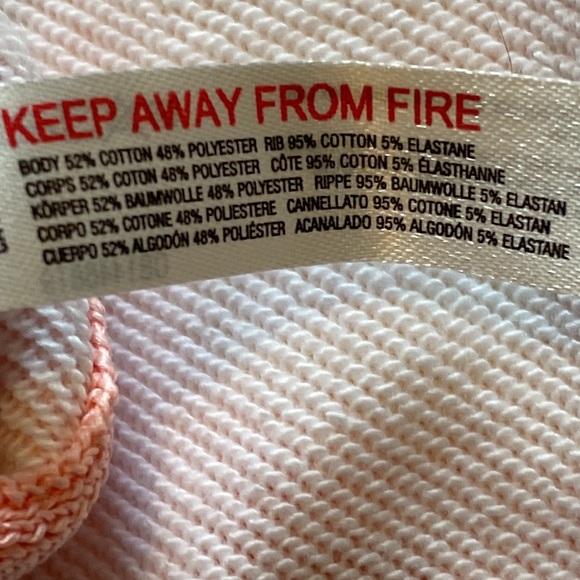 KEEP AWAY FROM FIRE
BODY 52% COTTON 48% POLYESTER RIB 95% COTTON 5% ELASTANE
CORPS 52% COTON 48% POLYESTER CÔTE 95% COTON 5% ÉLASTHANNE
KÖRPER 52% BAUMWOLLE 48% POLYESTER RIPPE 95% BAUMWOLLE 5% ELASTAN
CORPO 52% COTONE 48% POLIESTERE CANNELLATO 95% COTONE 5% ELASTAN
CUERPO 52% ALGODÓN 48% POLIÉSTER ACANALADO 95% ALGODÓN 5% ELASTANE